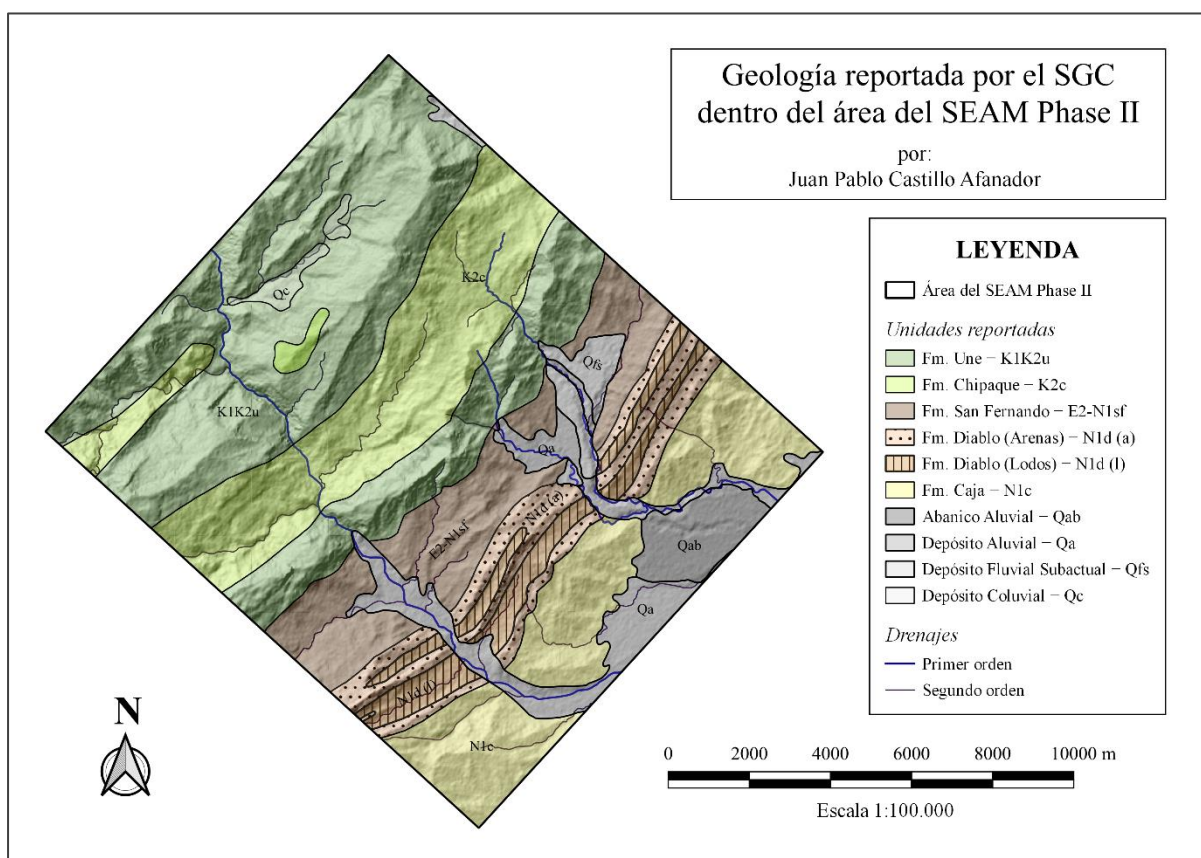 Geología reportada por el SGC
dentro del área del SEAM Phase II
por:
Juan Pablo Castillo Afanador
LEYENDA
Área del SEAM Phase II
Unidades reportadas
Fm. Une – K1K2u
Fm. Chipaque – K2c
Fm. San Fernando – E2-N1sf
Fm. Diablo (Arenas) – N1d (a)
Fm. Diablo (Lodos) – N1d (l)
Fm. Caja – N1c
Abanico Aluvial – Qab
Depósito Aluvial – Qa
Depósito Fluvial Subactual – Qfs
Depósito Coluvial – Qc
Drenajes
Primer orden
Segundo orden
K2c
Qc
Qfs
K1K2u
Qa
N1d (a)
E2-N1sf
Qab
Qa
N1d (l)
N1c
N
0 2000 4000 6000 8000 10000 m
Escala 1:100.000